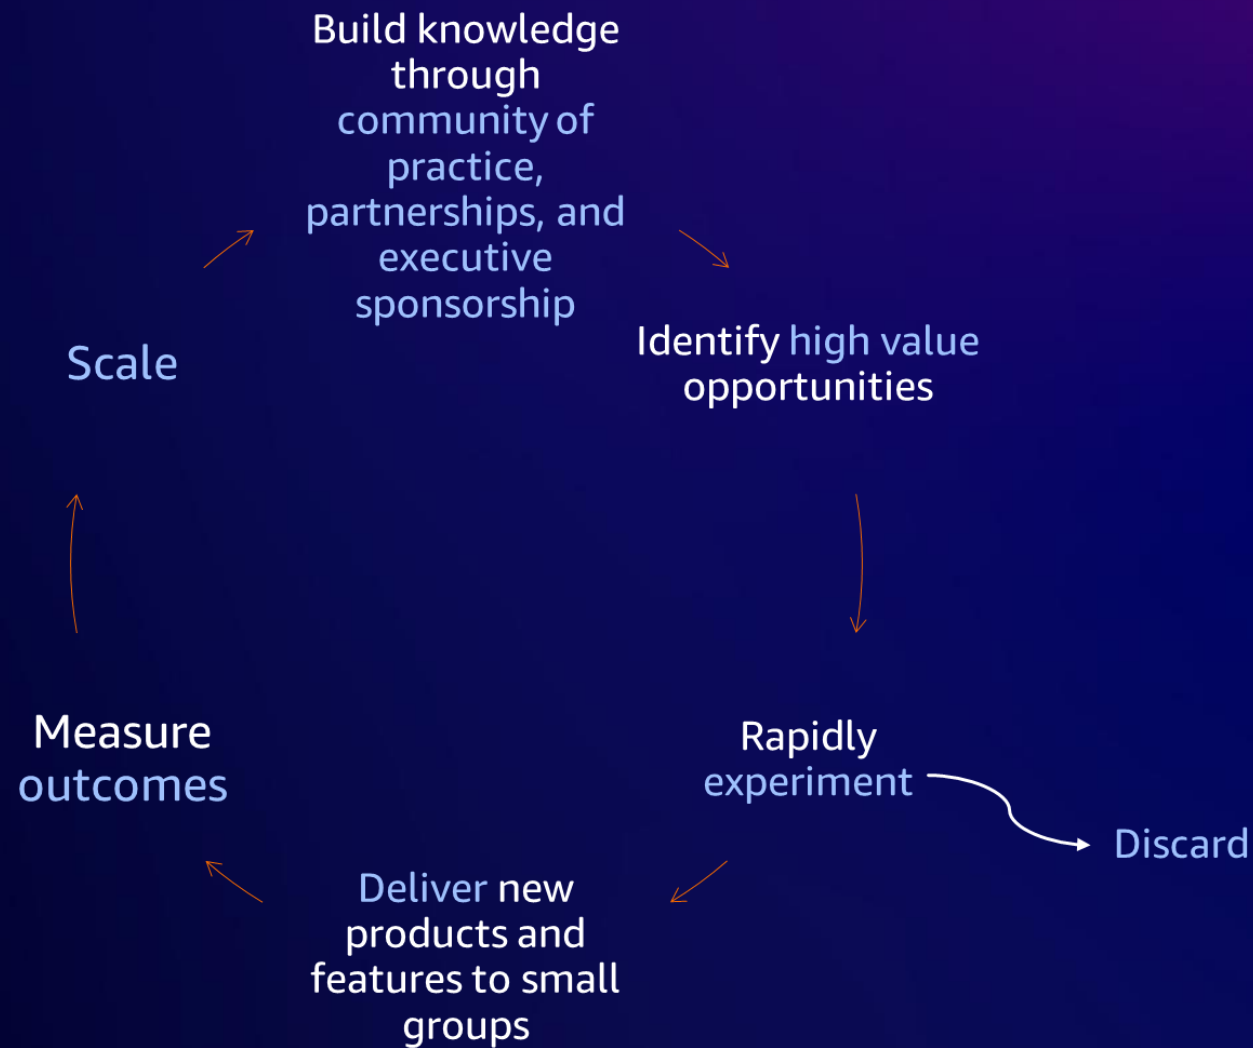 Build knowledge
through
community of
practice,
partnerships, and
executive
sponsorship
Identify high value
opportunities
Rapidly
experiment
Discard
Deliver new
products and
features to small
groups
Measure
outcomes
Scale